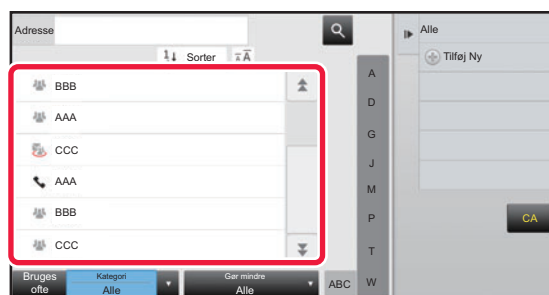 Adresse
Alle
1↓ Sorter A A
Tilføj Ny
BBB
AAA
CCC
AAA
BBB
CCC
A
D
G
J
M
P
T
W
CA
Bruges ofte
Kategori
Alle
Gør mindre
Alle
ABC